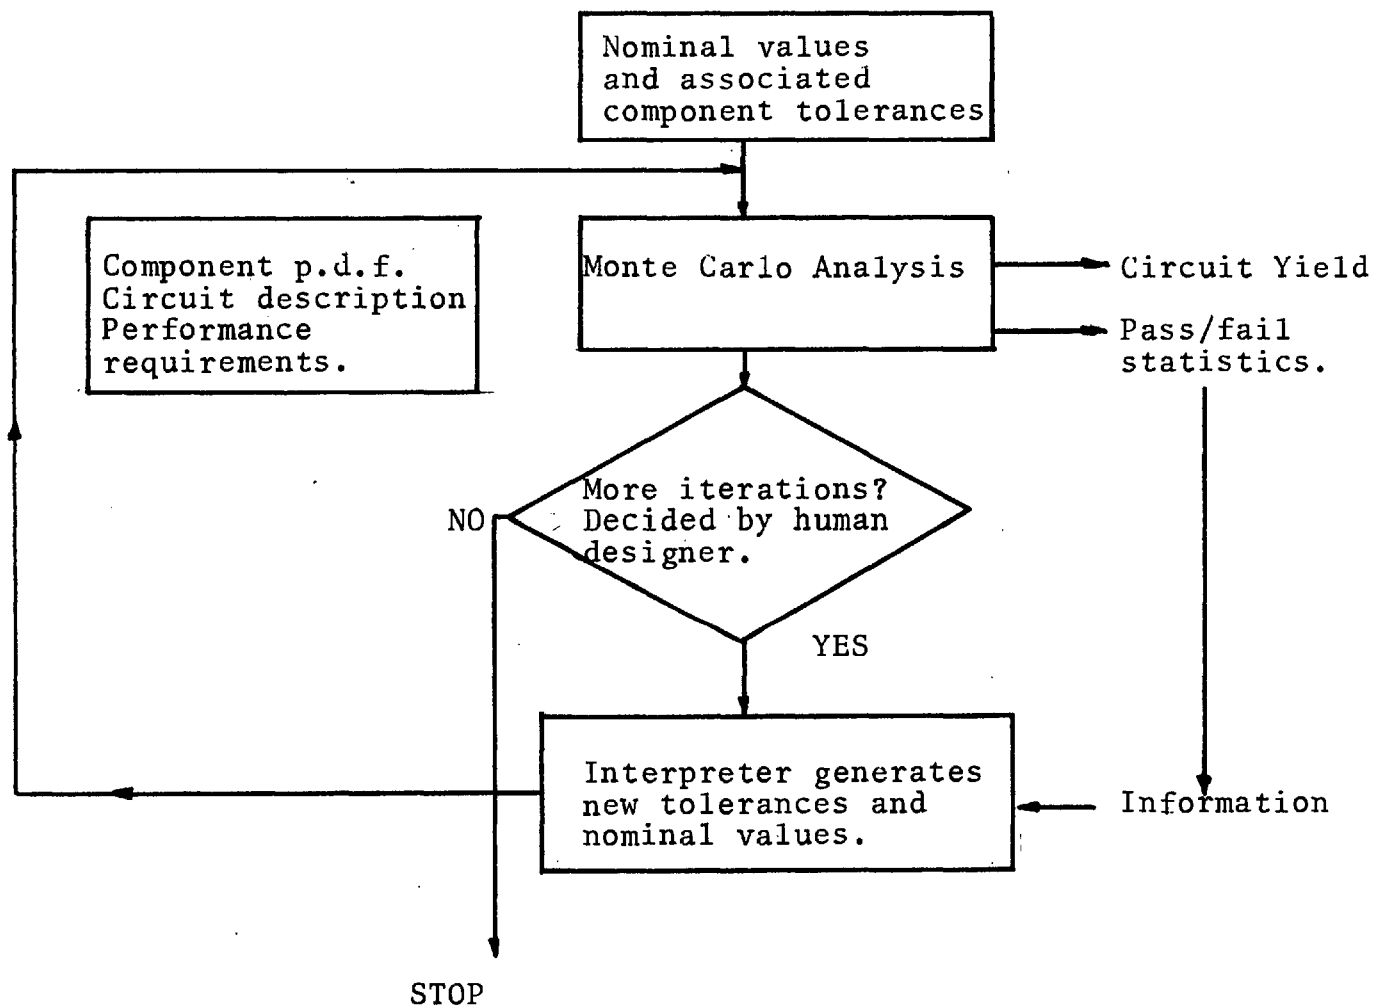 Nominal values
and associated
component tolerances
Component p.d.f.
Circuit description
Performance
requirements.
Monte Carlo Analysis
Circuit Yield
Pass/fail
statistics.
More iterations?
Decided by human
designer.
NO
YES
Interpreter generates
new tolerances and
nominal values.
Information
STOP